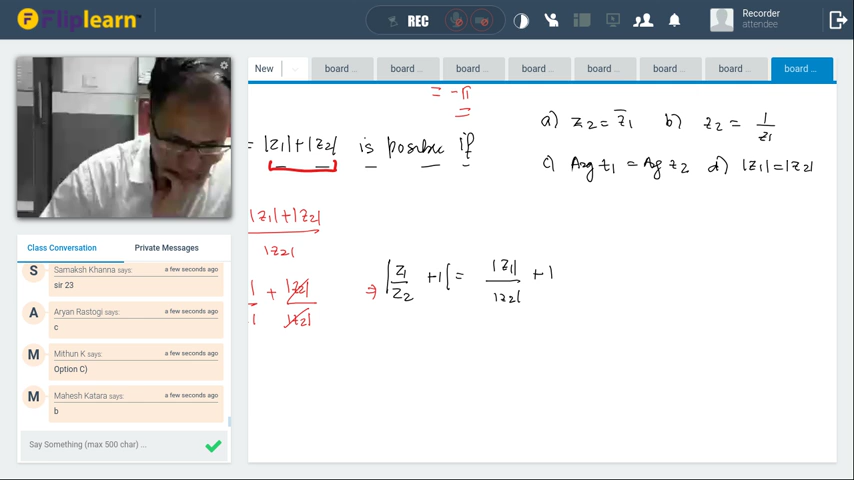 Fliplearn
REC
Recorder
attendee
New
board ...
board ...
board ...
board ...
board ...
board ...
board ...
board ...
= -π
= |z1|+|z2| is possible if
a) z2 = z̄1 b) z2 = 1/z1
c) Arg z1 = Arg z2 d) |z1|=|z2|
|z1|+|z2|
|z2|
+ |z2|/|z2| ⇒ |z1/z2 + 1| = |z1|/|z2| + 1
Class Conversation Private Messages
S
Samaksh Khanna says: a few seconds ago
sir 23
A
Aryan Rastogi says: a few seconds ago
c
M
Mithun K says: a few seconds ago
Option C)
M
Mahesh Katara says: a few seconds ago
b
Say Something (max 500 char) ...